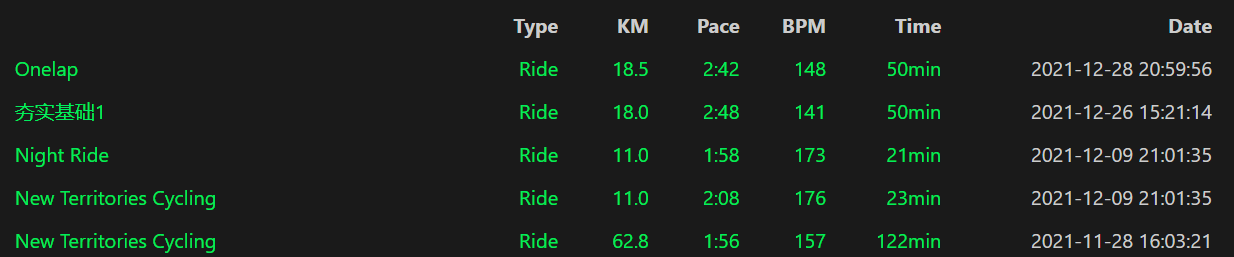 Type KM Pace BPM Time Date
Onelap Ride 18.5 2:42 148 50min 2021-12-28 20:59:56
夯实基础1 Ride 18.0 2:48 141 50min 2021-12-26 15:21:14
Night Ride Ride 11.0 1:58 173 21min 2021-12-09 21:01:35
New Territories Cycling Ride 11.0 2:08 176 23min 2021-12-09 21:01:35
New Territories Cycling Ride 62.8 1:56 157 122min 2021-11-28 16:03:21